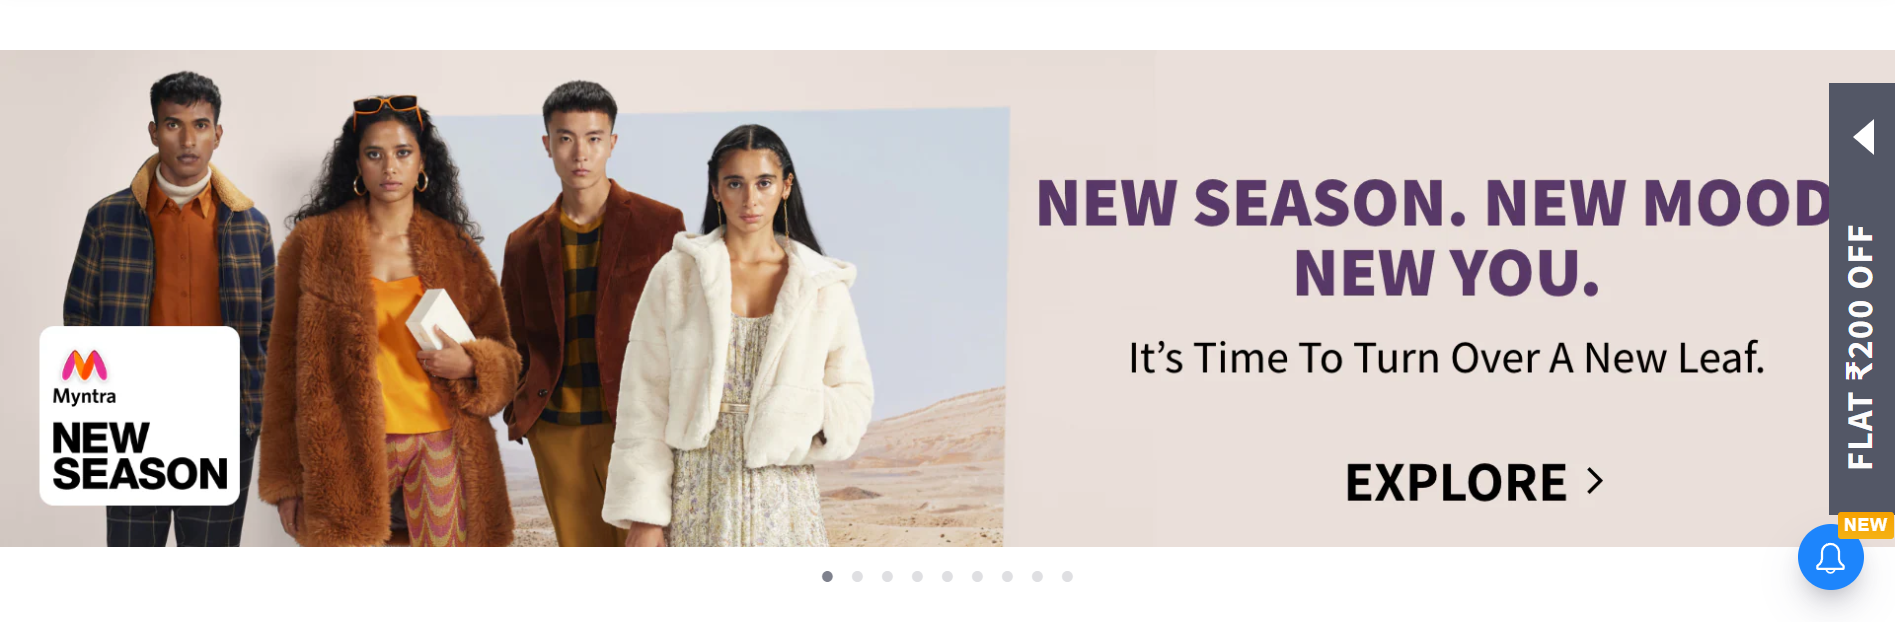 Myntra
NEW
SEASON
NEW SEASON. NEW MOOD
NEW YOU.
It's Time To Turn Over A New Leaf.
EXPLORE
FLAT ₹200 OFF
NEW